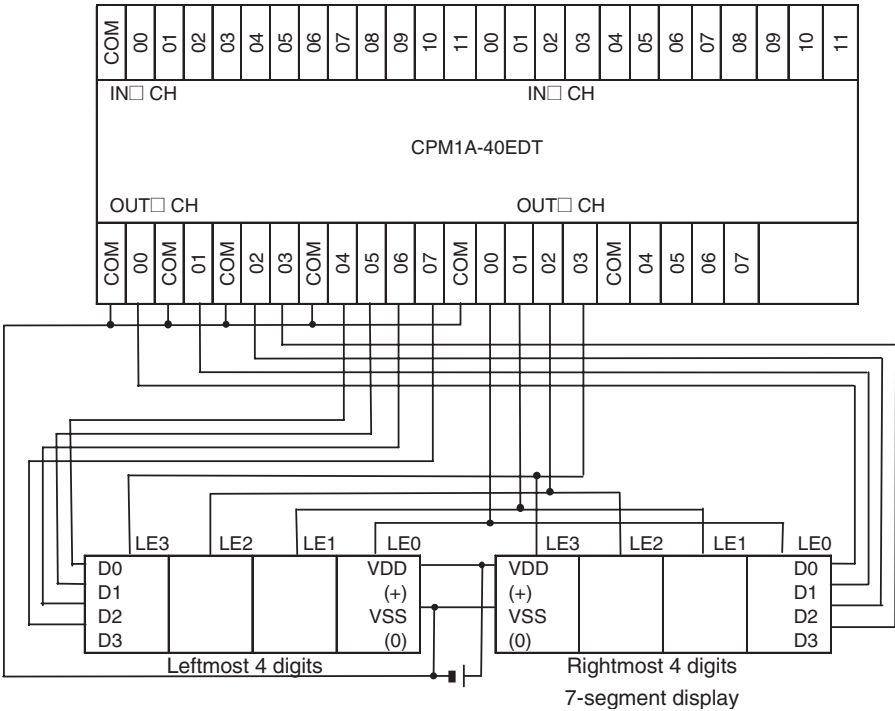 COM 00 01 02 03 04 05 06 07 08 09 10 11 00 01 02 03 04 05 06 07 08 09 10 11
IN□ CH IN□ CH
CPM1A-40EDT
OUT□ CH OUT□ CH
COM 00 COM 01 COM 02 03 COM 04 05 06 07 COM 00 01 02 03 COM 04 05 06 07
LE3 LE2 LE1 LE0 LE3 LE2 LE1 LE0
D0 VDD VDD D0
D1 (+) (+) D1
D2 VSS VSS D2
D3 (0) (0) D3
Leftmost 4 digits Rightmost 4 digits
7-segment display